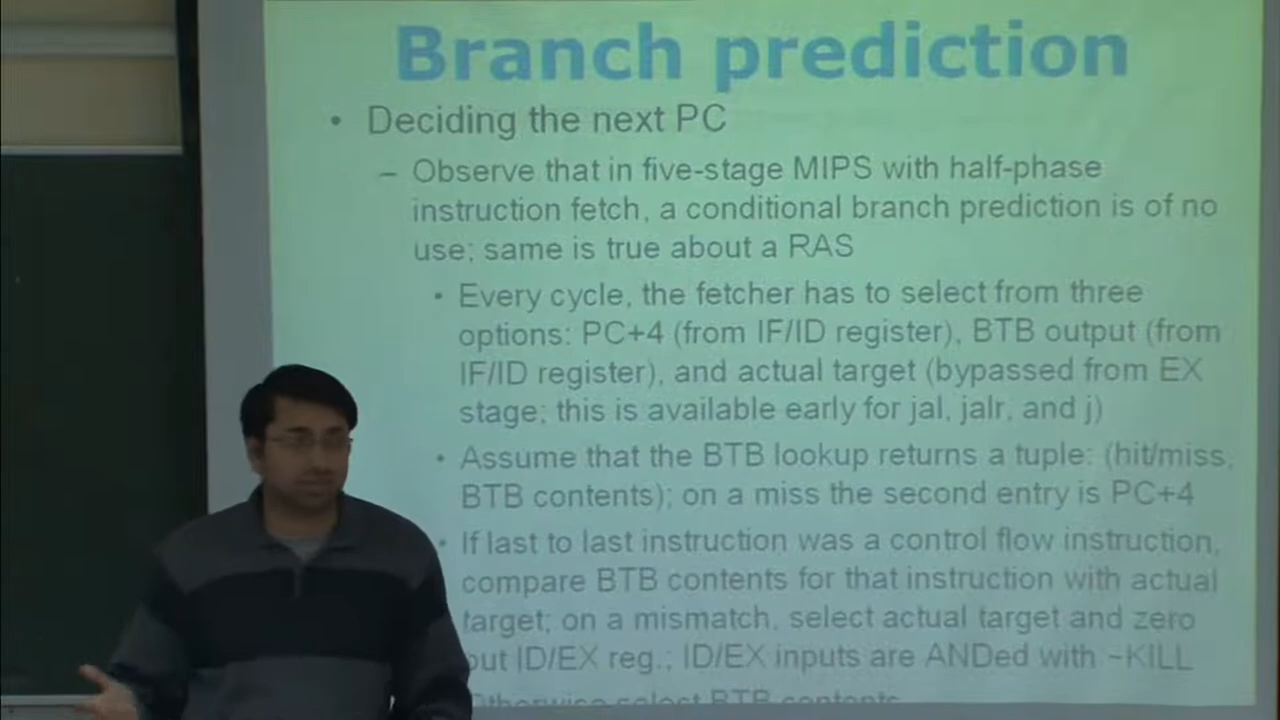 Branch prediction
• Deciding the next PC
– Observe that in five-stage MIPS with half-phase
instruction fetch, a conditional branch prediction is of no
use; same is true about a RAS
• Every cycle, the fetcher has to select from three
options: PC+4 (from IF/ID register), BTB output (from
IF/ID register), and actual target (bypassed from EX
stage; this is available early for jal, jalr, and j)
• Assume that the BTB lookup returns a tuple: (hit/miss,
BTB contents); on a miss the second entry is PC+4
• If last to last instruction was a control flow instruction,
compare BTB contents for that instruction with actual
target; on a mismatch, select actual target and zero
out ID/EX reg.; ID/EX inputs are ANDed with ~KILL
Otherwise select BTB contents